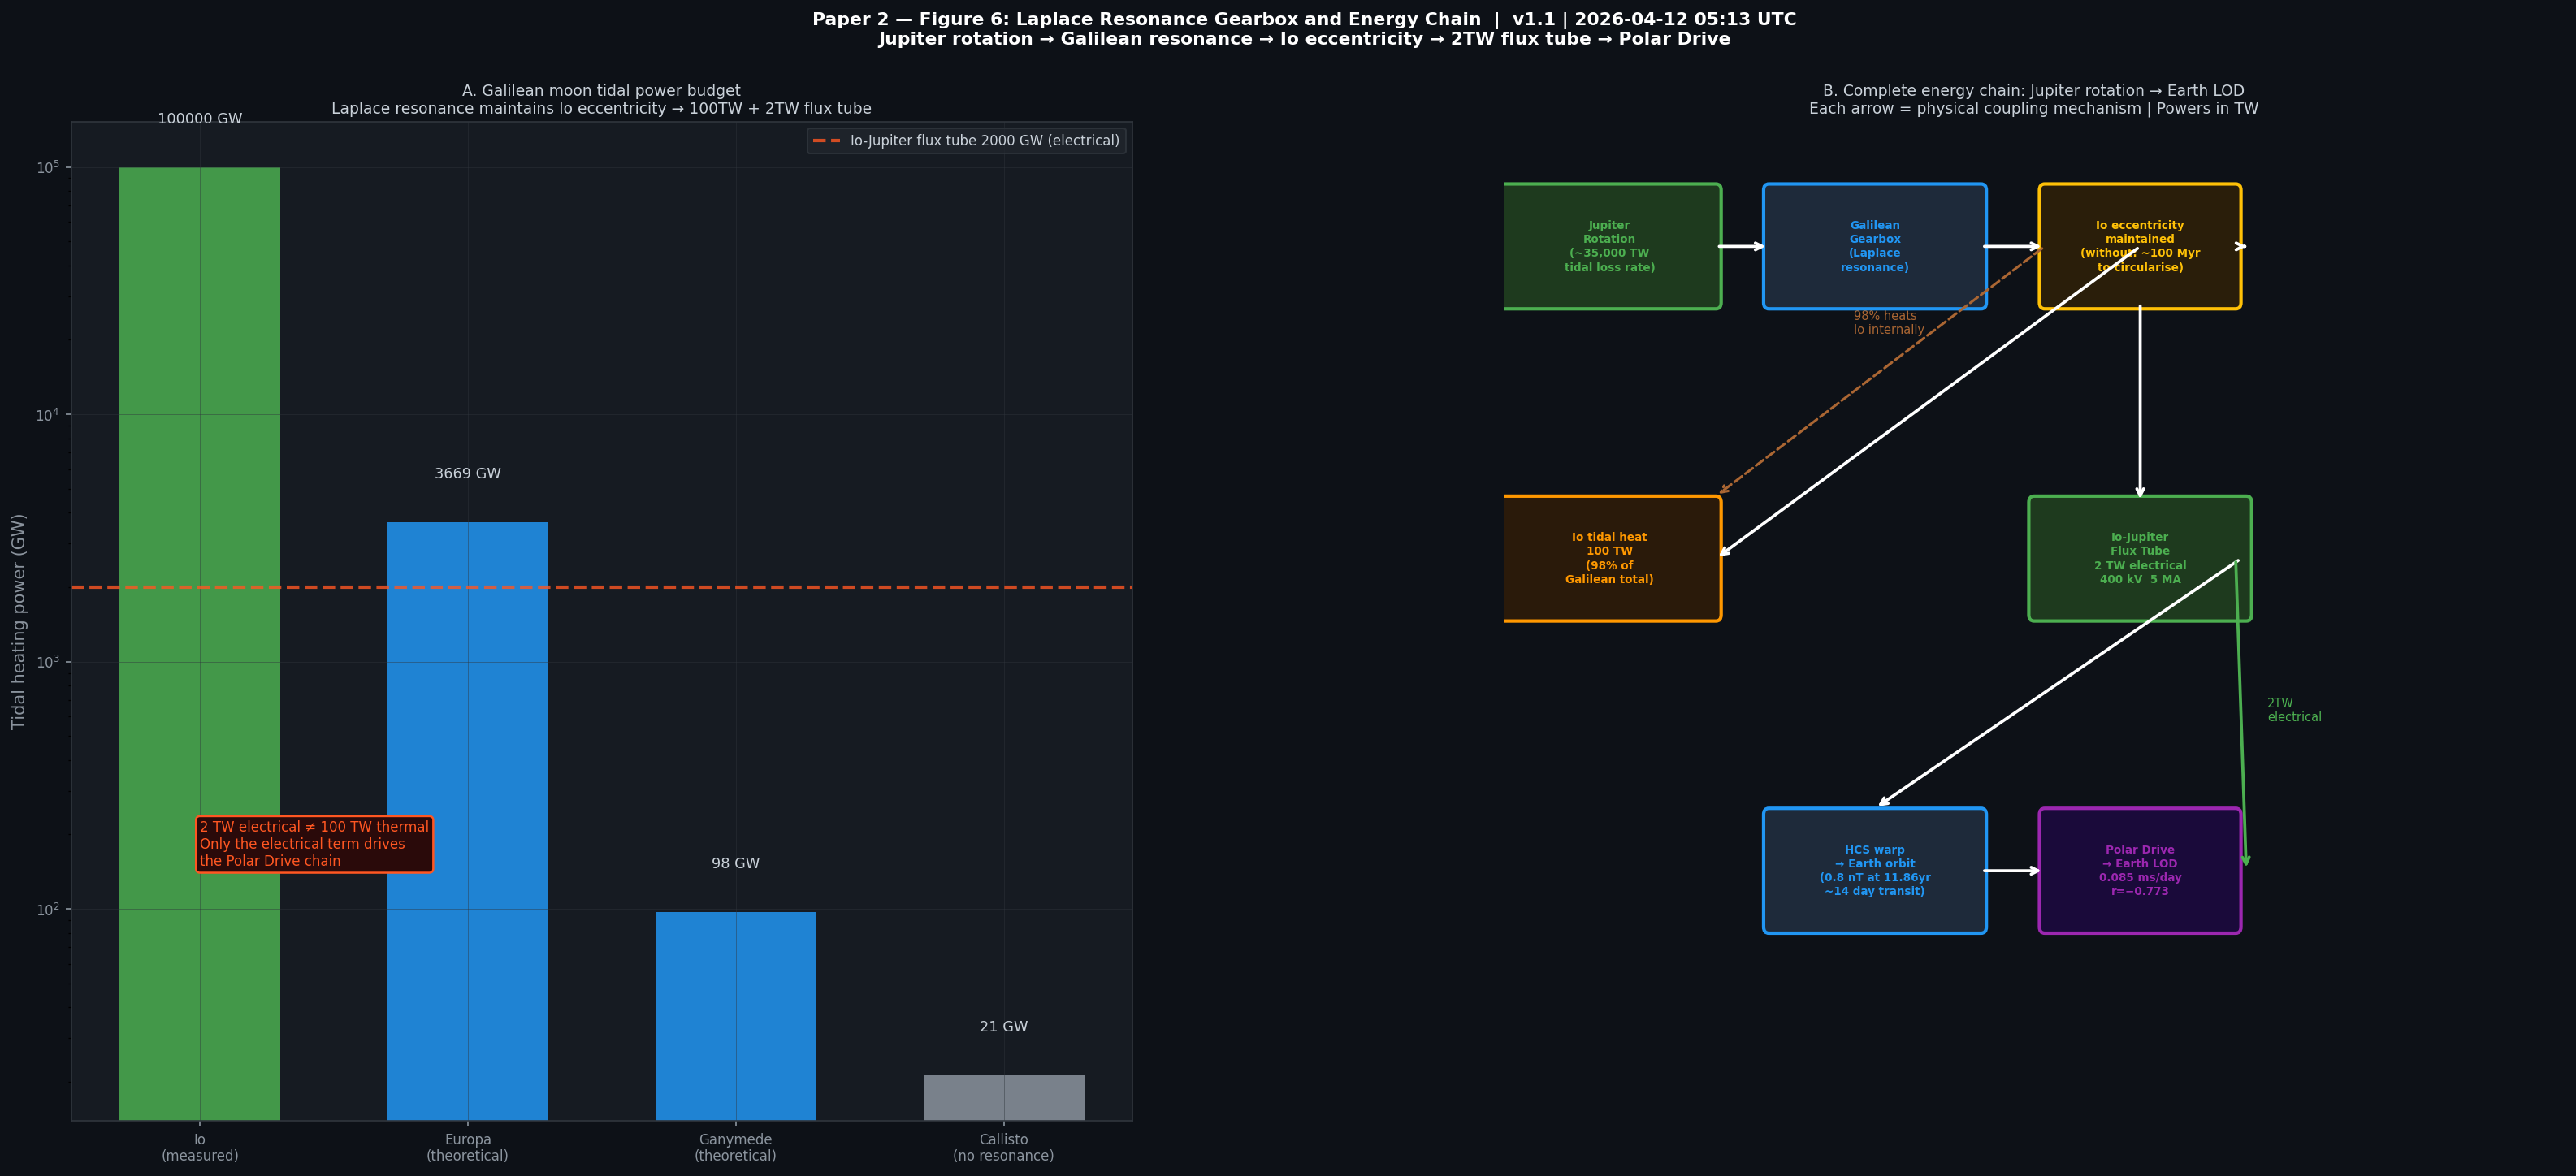 Paper 2 — Figure 6: Laplace Resonance Gearbox and Energy Chain | v1.1 | 2026-04-12 05:13 UTC
Jupiter rotation → Galilean resonance → Io eccentricity → 2TW flux tube → Polar Drive
A. Galilean moon tidal power budget
Laplace resonance maintains Io eccentricity → 100TW + 2TW flux tube
100000 GW
Io-Jupiter flux tube 2000 GW (electrical)
10⁵
10⁴
10³
10²
Tidal heating power (GW)
3669 GW
98 GW
21 GW
2 TW electrical ≠ 100 TW thermal
Only the electrical term drives
the Polar Drive chain
Io
(measured)
Europa
(theoretical)
Ganymede
(theoretical)
Callisto
(no resonance)
B. Complete energy chain: Jupiter rotation → Earth LOD
Each arrow = physical coupling mechanism | Powers in TW
Jupiter
Rotation
(~35,000 TW
tidal loss rate)
Galilean
Gearbox
(Laplace
resonance)
Io eccentricity
maintained
(without: ~100 Myr
to circularise)
98% heats
Io internally
Io tidal heat
100 TW
(98% of
Galilean total)
Io-Jupiter
Flux Tube
2 TW electrical
400 kV  5 MA
2TW
electrical
HCS warp
→ Earth orbit
(0.8 nT at 11.86yr
~14 day transit)
Polar Drive
→ Earth LOD
0.085 ms/day
r=−0.773